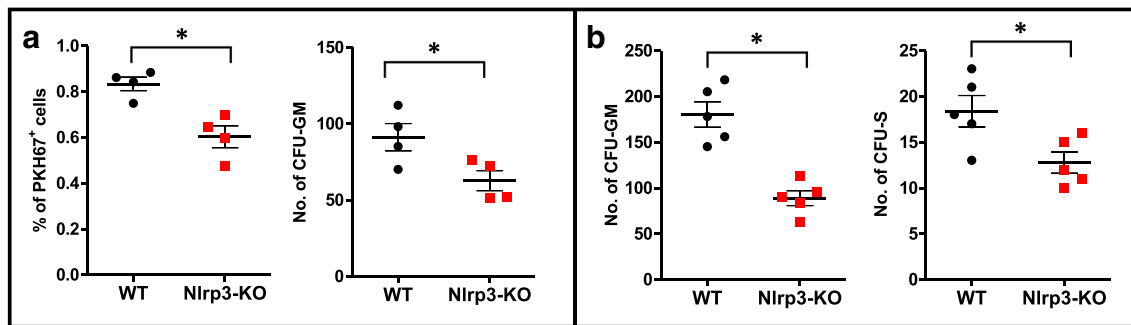 a
% of PKH67+ cells
1.0
0.8
0.6
0.4
0.2
0.0
*
WT
Nlrp3-KO
No. of CFU-GM
150
100
50
0
*
WT
Nlrp3-KO
b
No. of CFU-GM
250
200
150
100
50
0
*
WT
Nlrp3-KO
No. of CFU-S
25
20
15
10
5
0
*
WT
Nlrp3-KO